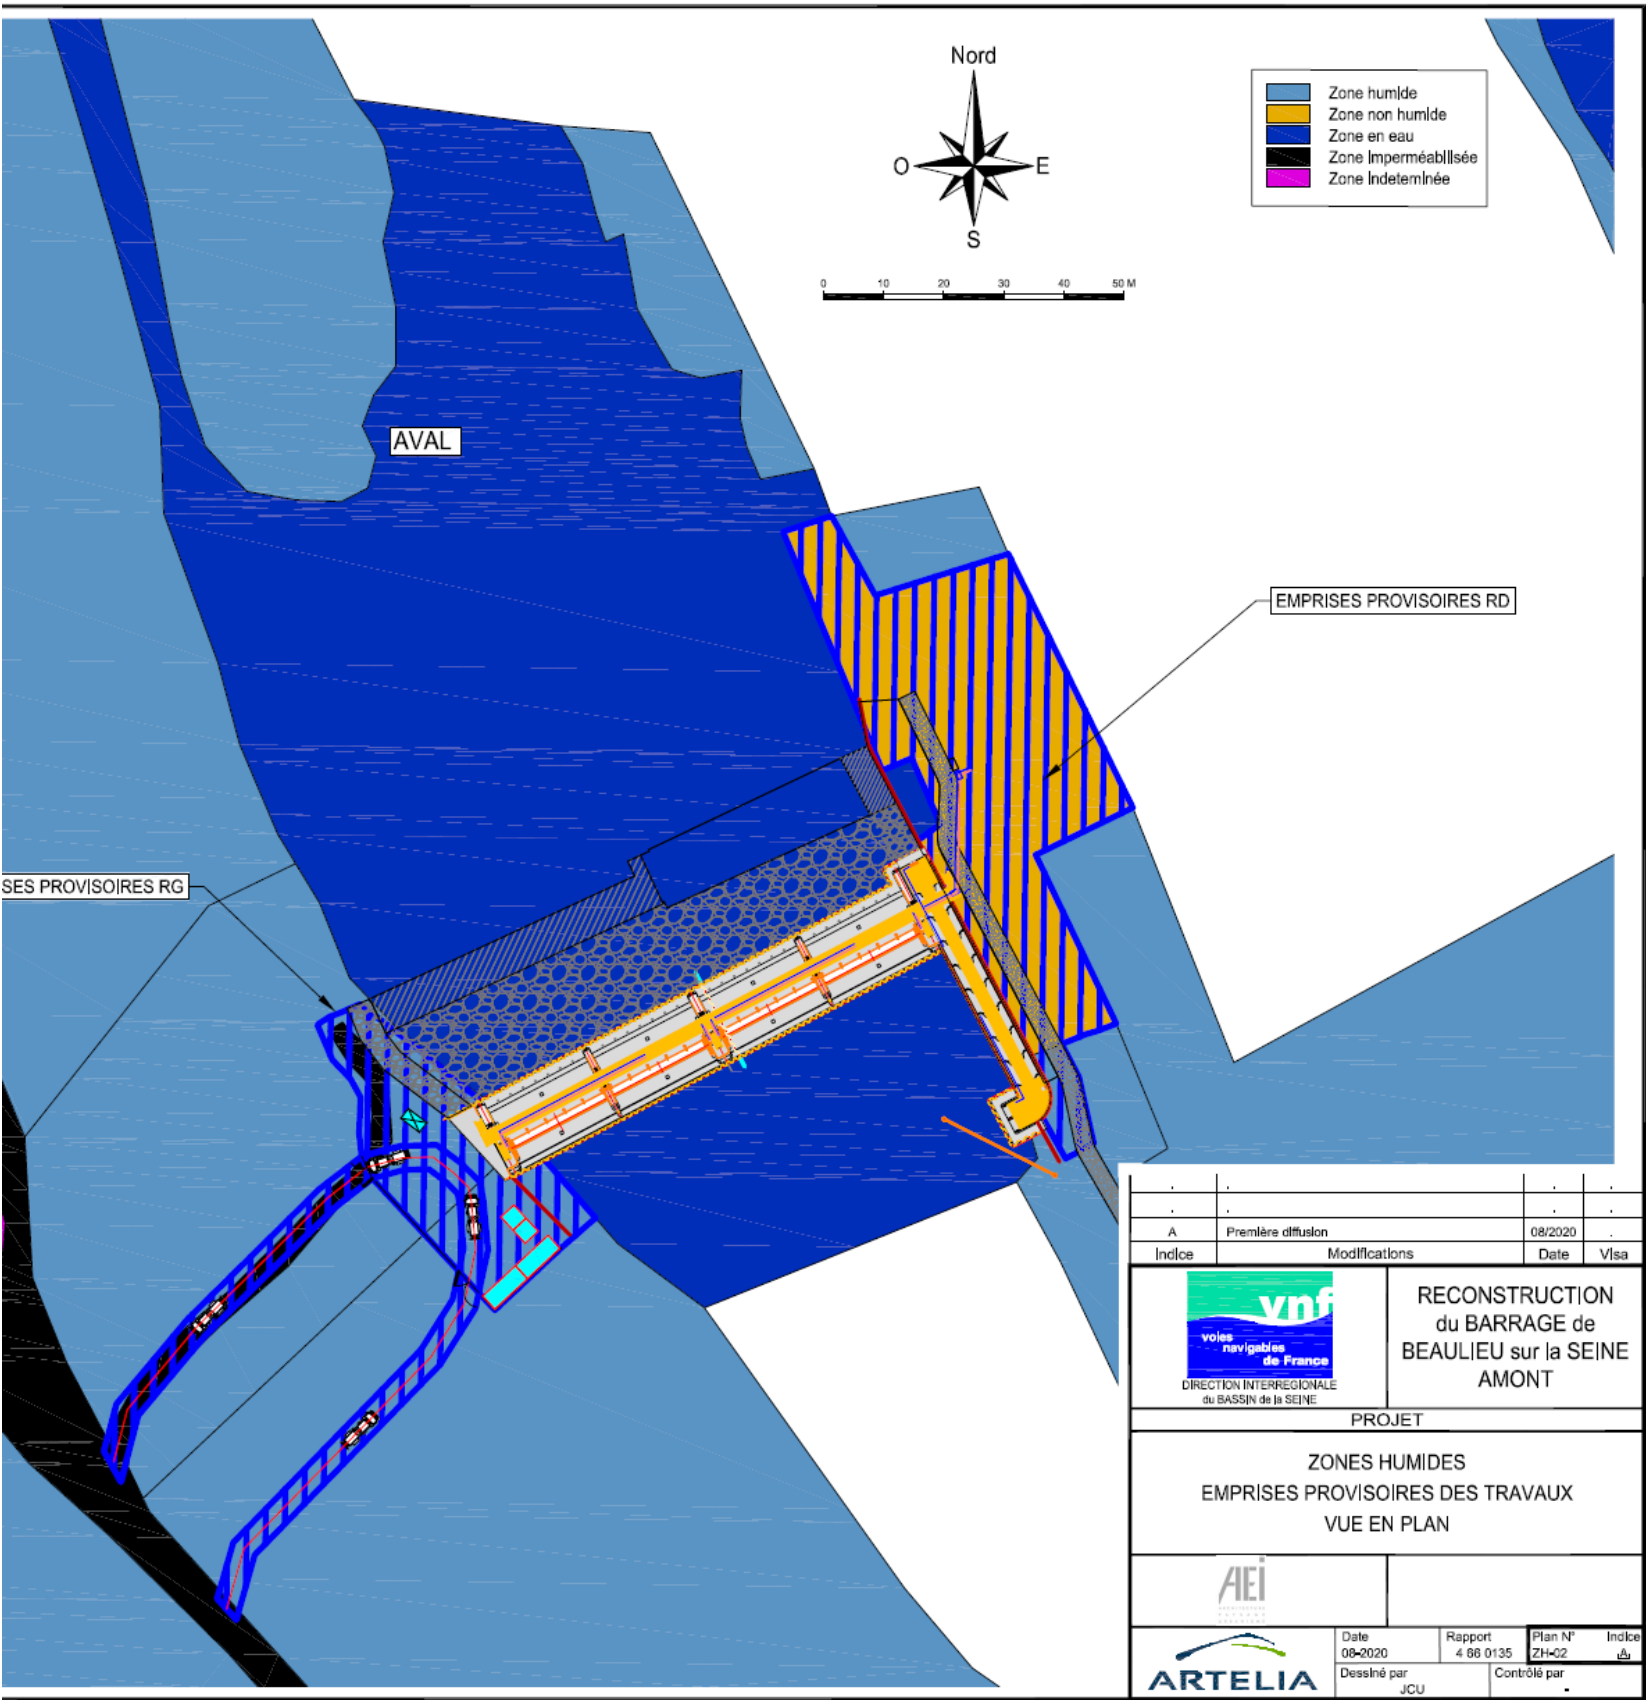 Nord
O
E
S
0 10 20 30 40 50 M
Zone humide
Zone non humide
Zone en eau
Zone Imperméabilisée
Zone Indeterninée
AVAL
EMPRISES PROVISOIRES RD
SES PROVISOIRES RG
A Première diffusion 08/2020
Indice Modifications Date Visa
vnf
voies
navigables
de France
DIRECTION INTERREGIONALE
du BASSIN de la SEINE
RECONSTRUCTION
du BARRAGE de
BEAULIEU sur la SEINE
AMONT
PROJET
ZONES HUMIDES
EMPRISES PROVISOIRES DES TRAVAUX
VUE EN PLAN
AEI
ARTELIA
Date
08-2020
Rapport
4 66 0135
Plan N°
ZH-02
Indice
A
Dessiné par
JCU
Contrôlé par
-